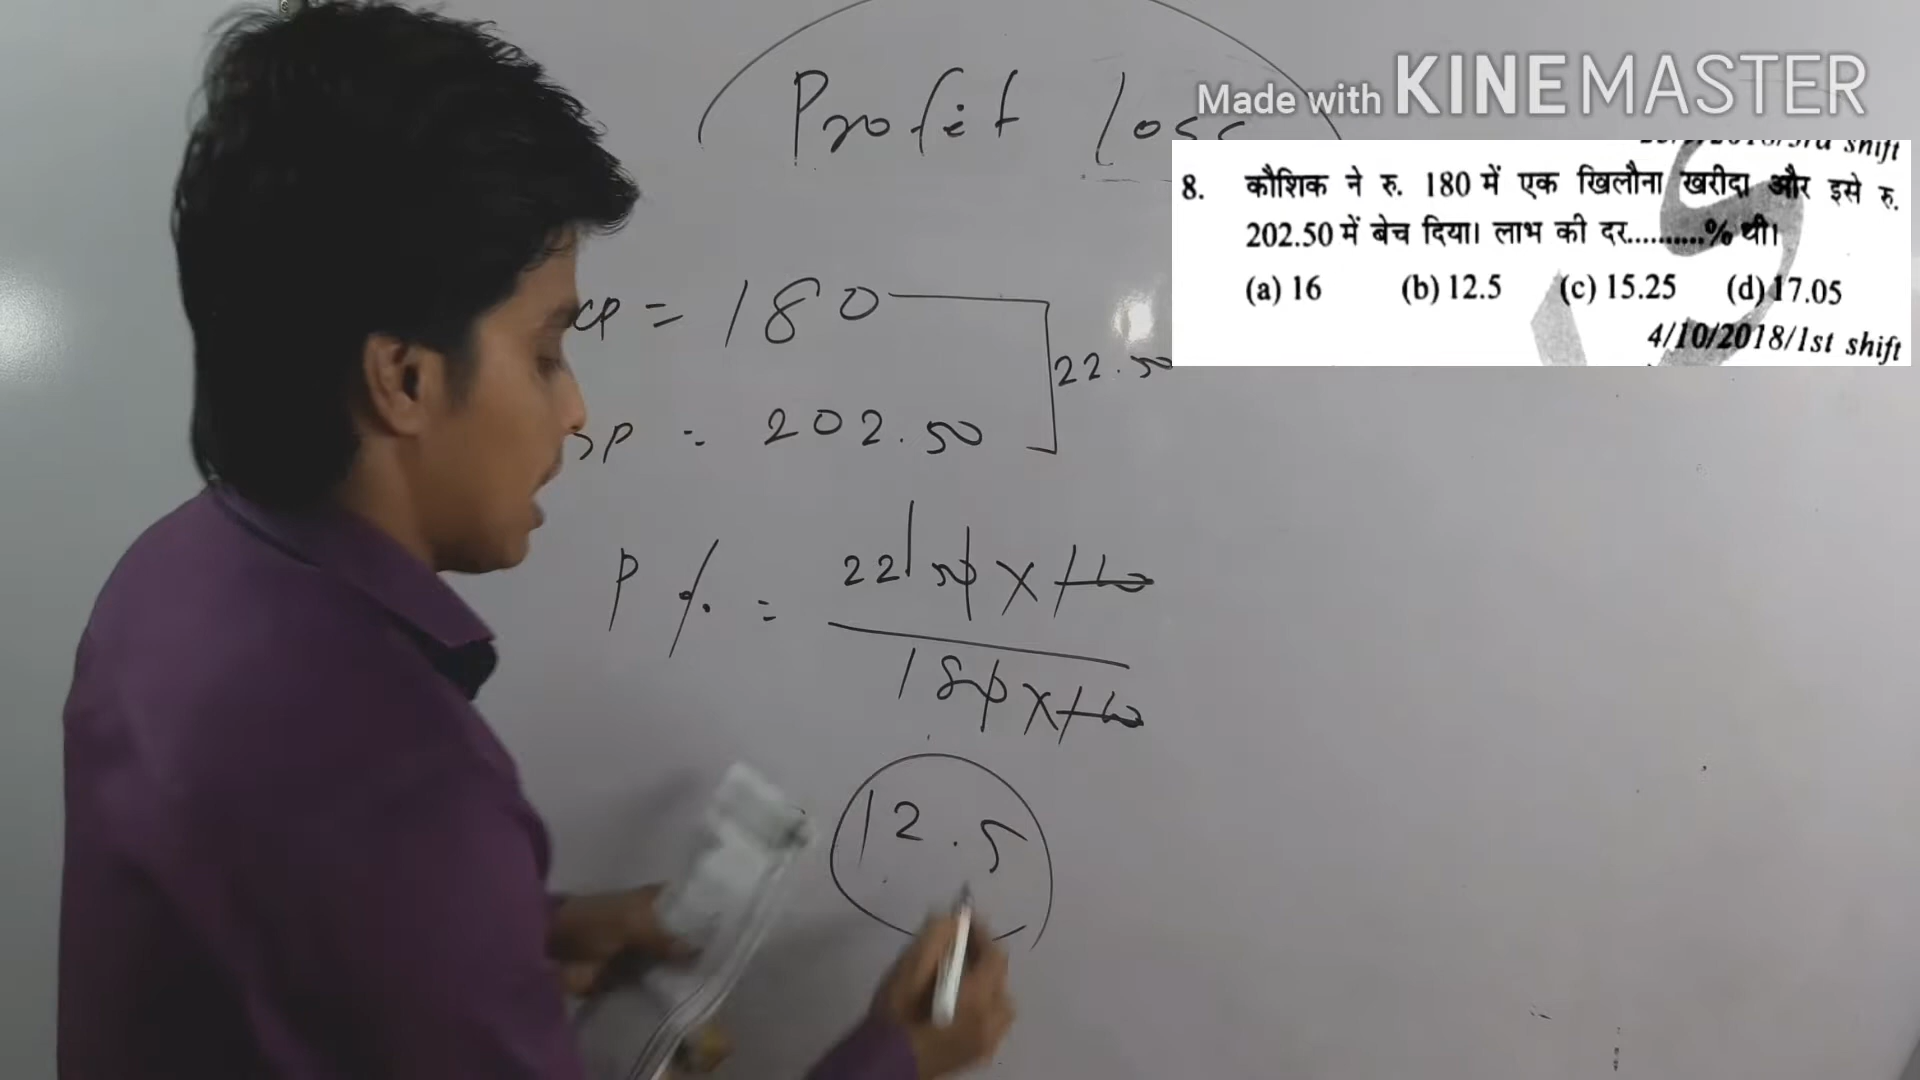 Profit Loss
Made with KINEMASTER
shift
8. कौशिक ने रु. 180 में एक खिलौना खरीदा और इसे रु.
202.50 में बेच दिया। लाभ की दर..........% थी।
(a) 16 (b) 12.5 (c) 15.25 (d) 17.05
4/10/2018/1st shift
CP = 180
22.50
SP = 202.50
P % = 22.50 X 100
180 X 100
12.5